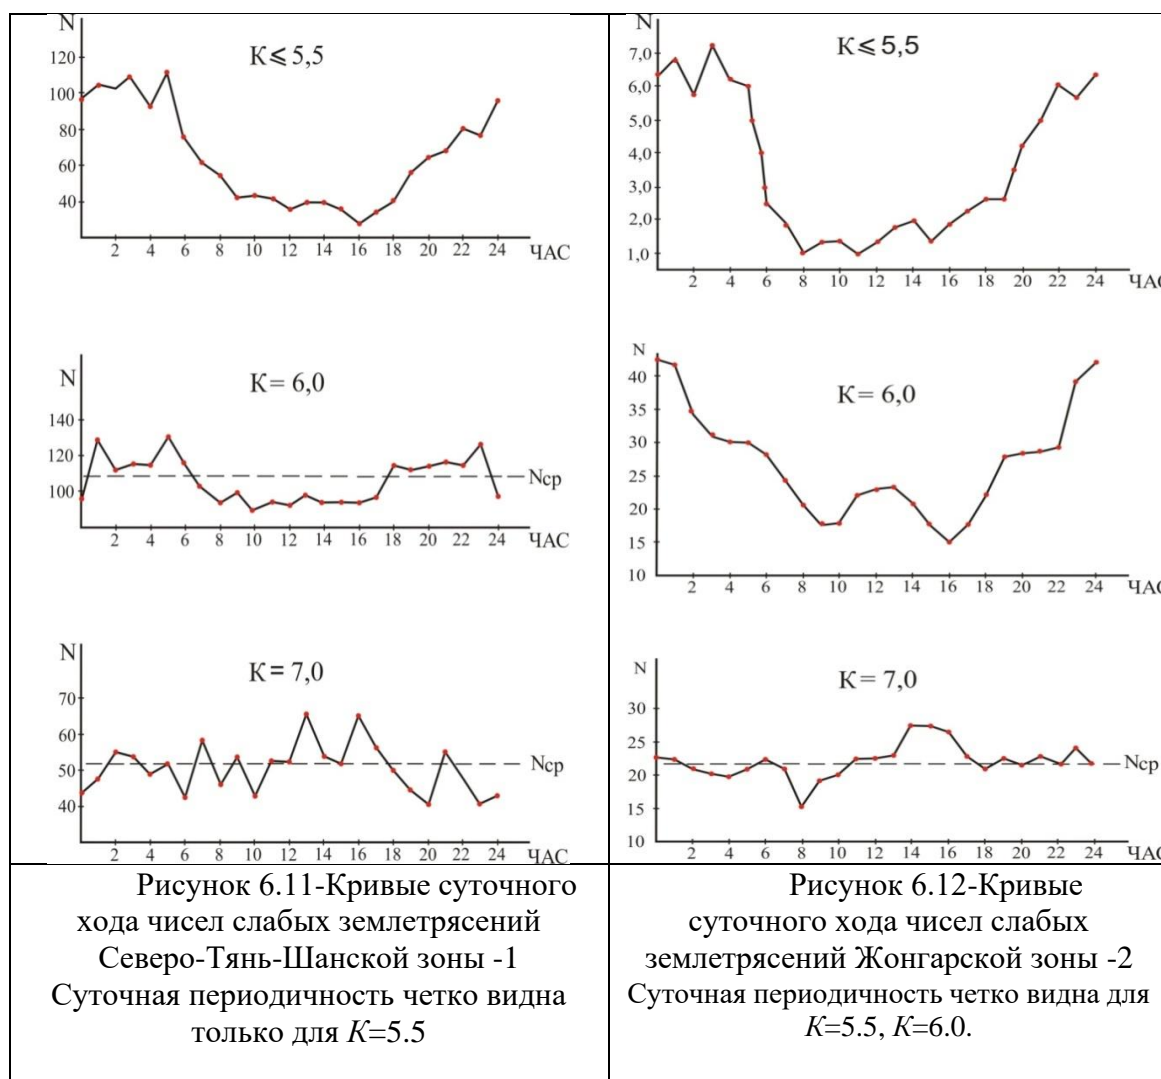 N
К ⩽ 5,5
120
100
80
60
40
2 4 6 8 10 12 14 16 18 20 22 24 ЧАС
N
К = 6,0
140
120
100
Nср
2 4 6 8 10 12 14 16 18 20 22 24 ЧАС
N
К = 7,0
70
60
50
40
Nср
2 4 6 8 10 12 14 16 18 20 22 24 ЧАС
N
К ⩽ 5,5
7,0
6,0
5,0
4,0
3,0
2,0
1,0
2 4 6 8 10 12 14 16 18 20 22 24 ЧАС
N
К = 6,0
40
35
30
25
20
15
10
2 4 6 8 10 12 14 16 18 20 22 24 ЧАС
N
К = 7,0
30
25
20
15
10
Nср
2 4 6 8 10 12 14 16 18 20 22 24 ЧАС
Рисунок 6.11-Кривые суточного
хода чисел слабых землетрясений
Северо-Тянь-Шанской зоны -1
Суточная периодичность четко видна
только для К=5.5
Рисунок 6.12-Кривые
суточного хода чисел слабых
землетрясений Жонгарской зоны -2
Суточная периодичность четко видна для
К=5.5, К=6.0.